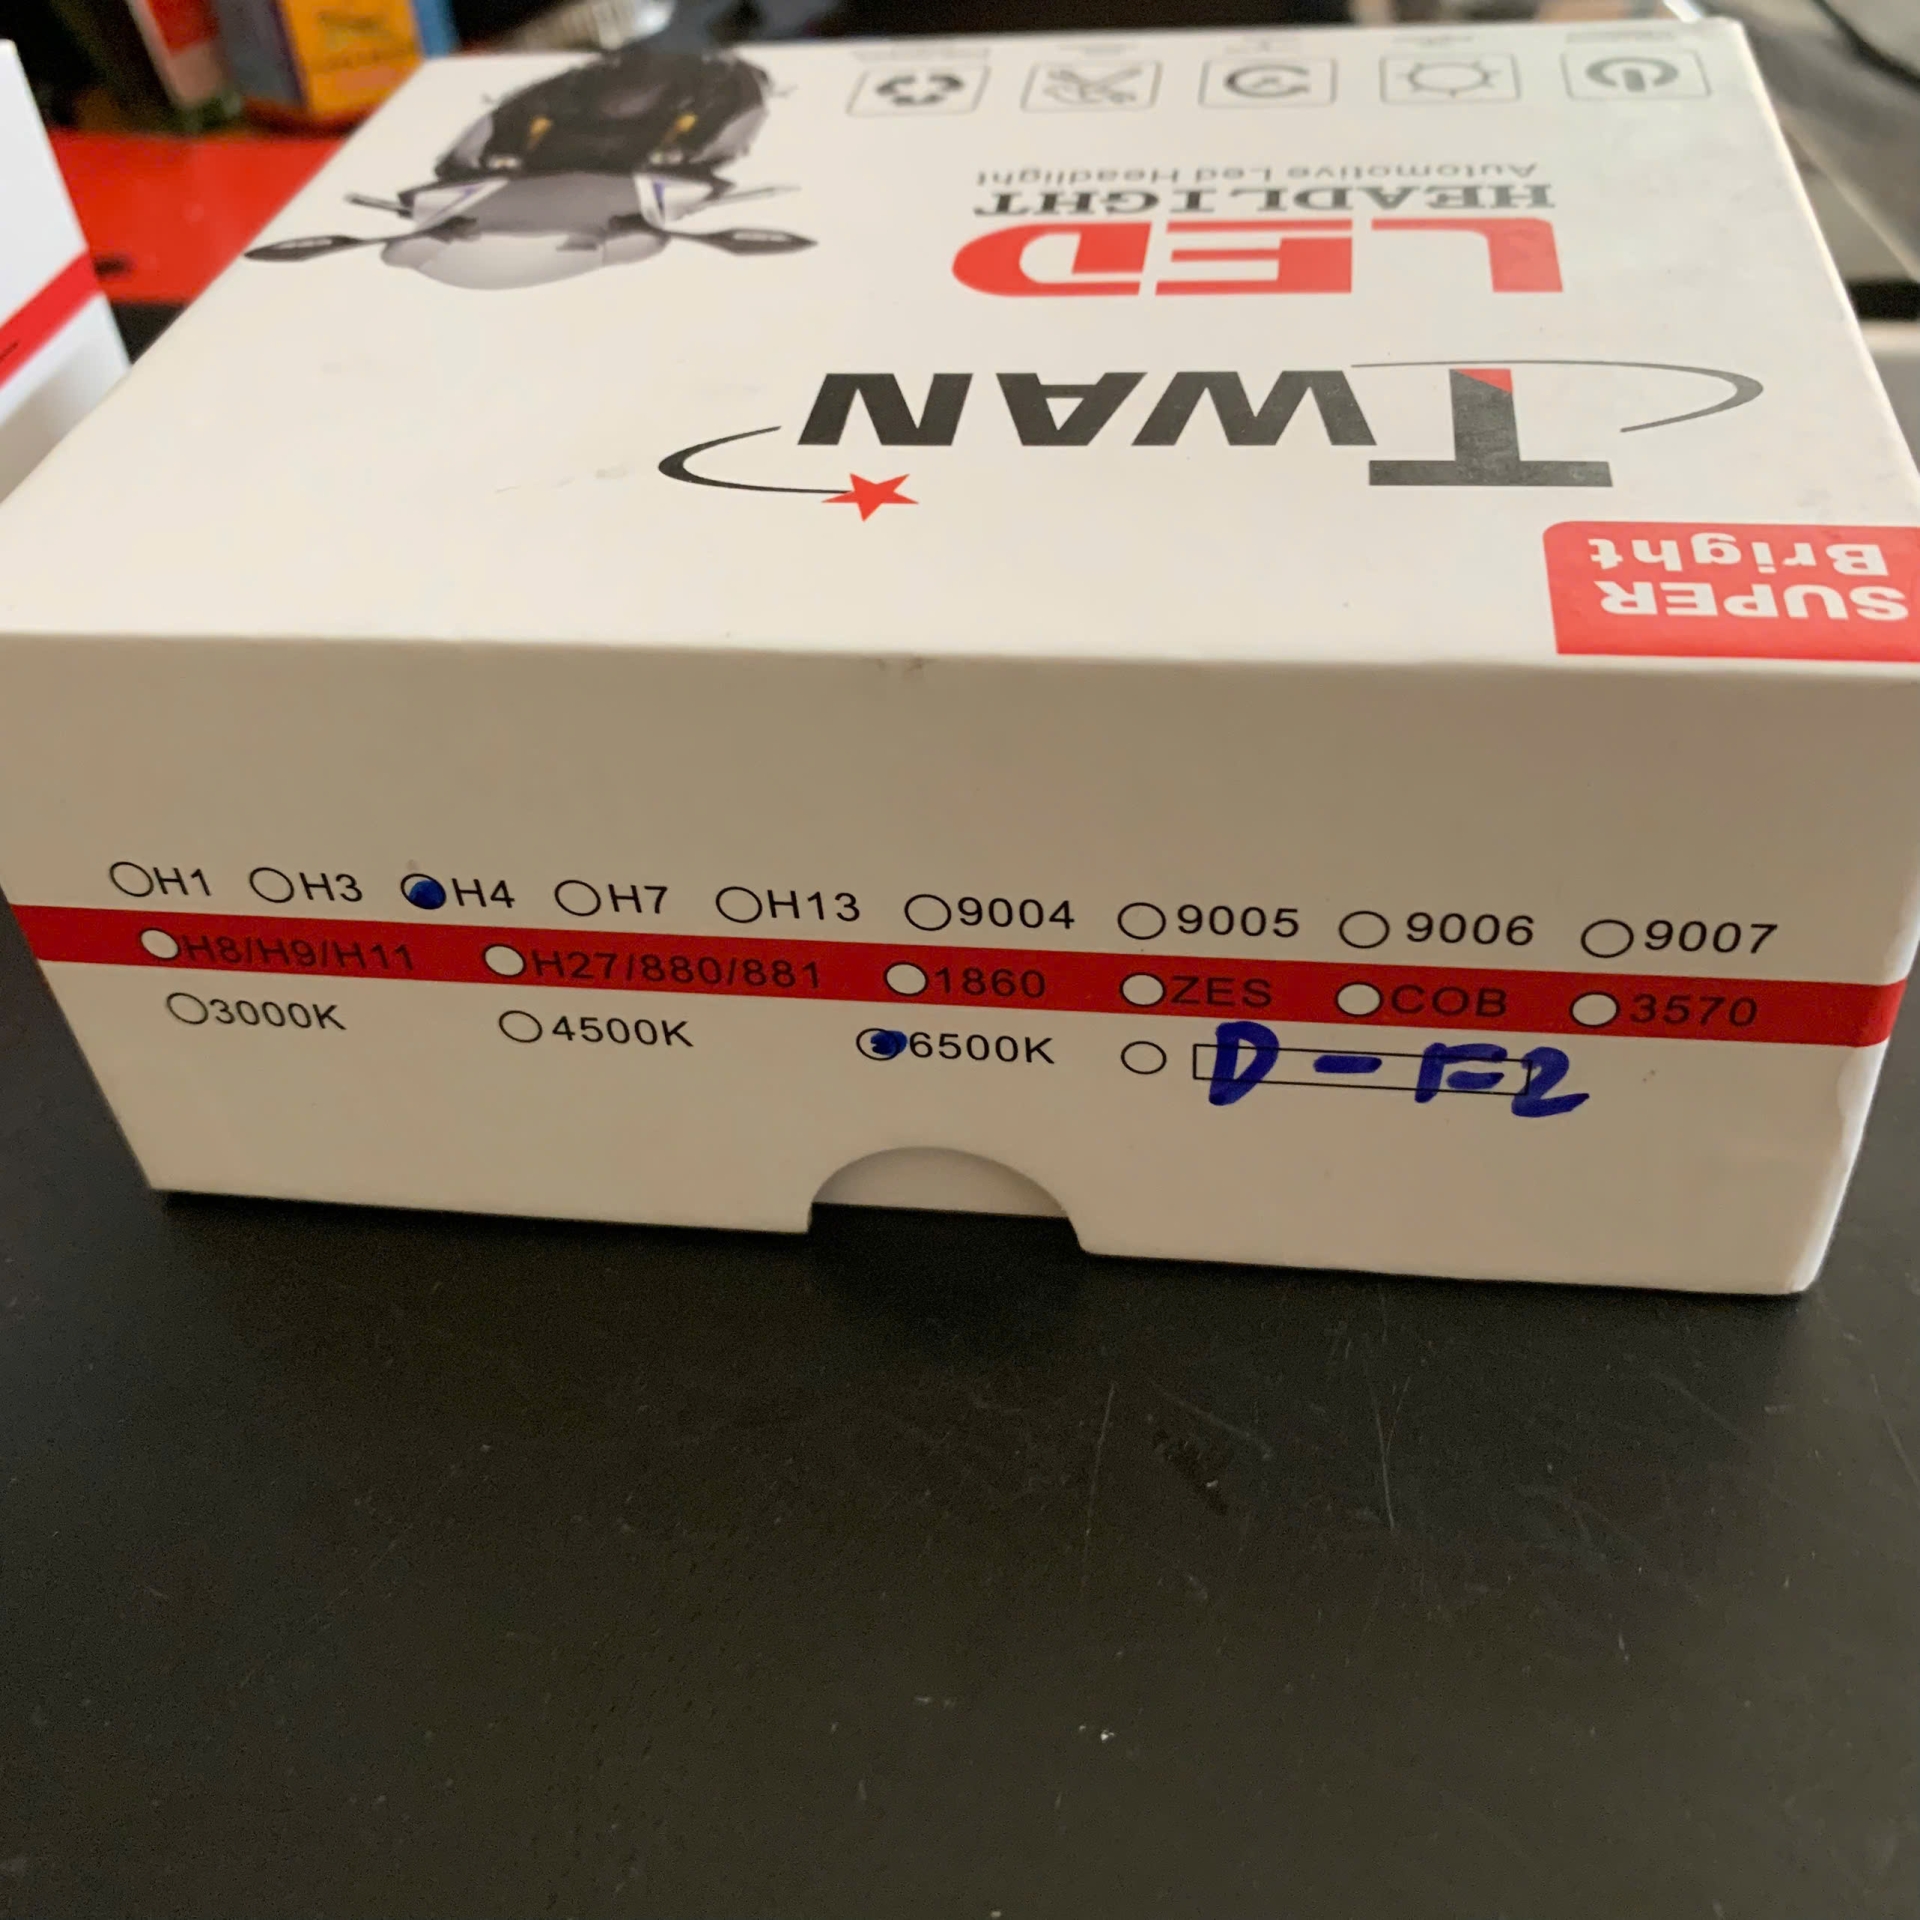 SUPER
Bright
TWAN
LED
HEADLIGHT
Automotive Led Headlight
H1 H3 H4 H7 H13 9004 9005 9006 9007
H8/H9/H11 H27/880/881 1860 ZES COB 3570
3000K 4500K 6500K D-F2